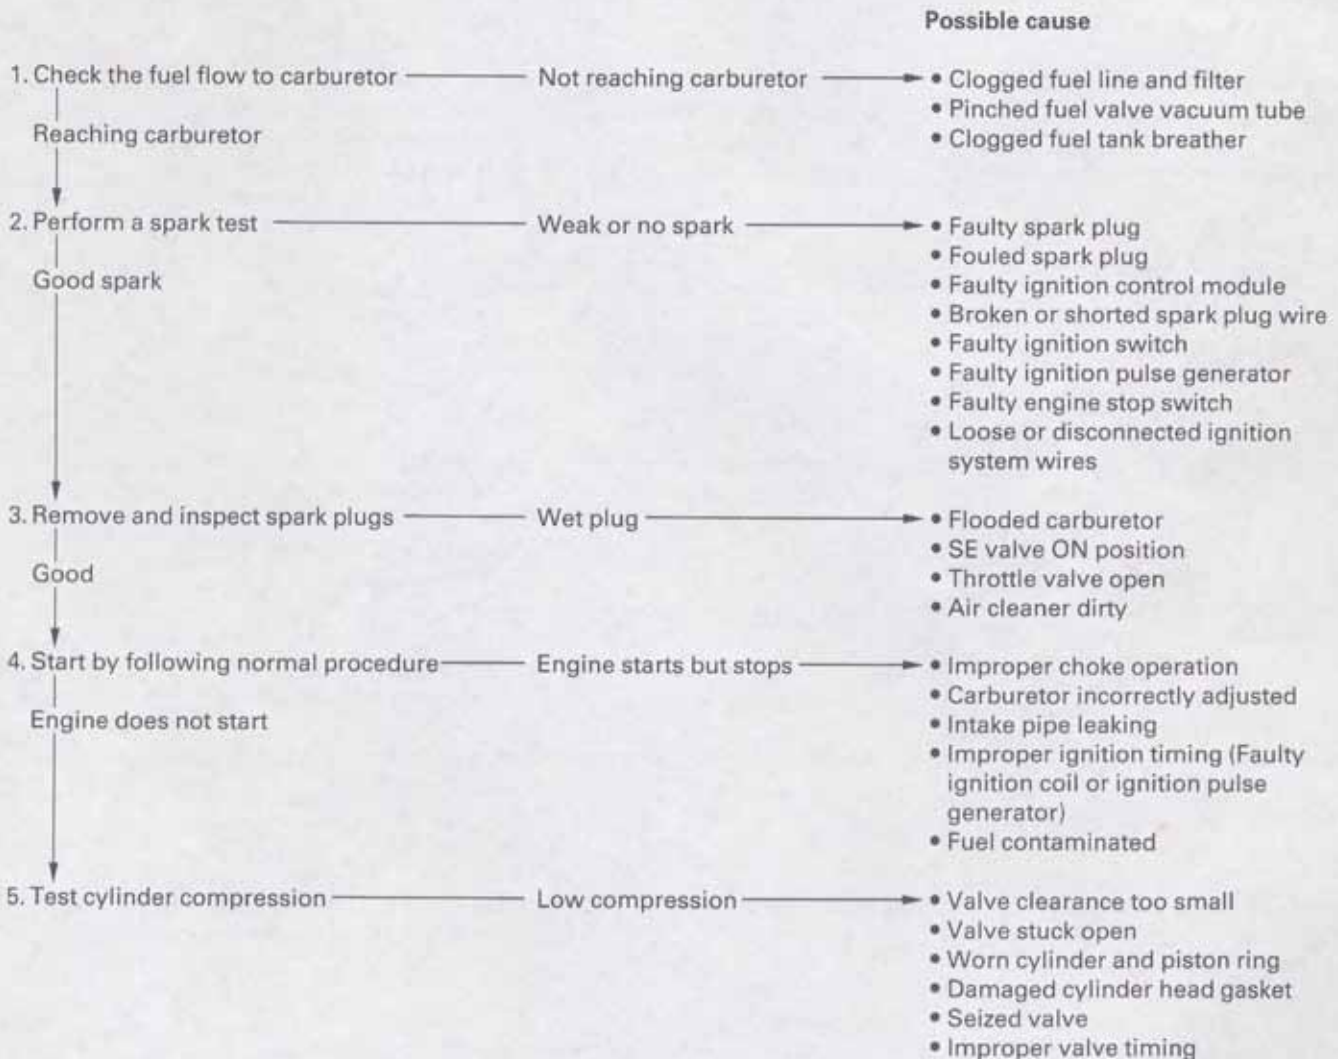 Possible cause
1. Check the fuel flow to carburetor Not reaching carburetor • Clogged fuel line and filter
• Pinched fuel valve vacuum tube
Reaching carburetor
• Clogged fuel tank breather
2. Perform a spark test Weak or no spark • Faulty spark plug
• Fouled spark plug
Good spark
• Faulty ignition control module
• Broken or shorted spark plug wire
• Faulty ignition switch
• Faulty ignition pulse generator
• Faulty engine stop switch
• Loose or disconnected ignition
system wires
3. Remove and inspect spark plugs Wet plug • Flooded carburetor
• SE valve ON position
Good
• Throttle valve open
• Air cleaner dirty
4. Start by following normal procedure Engine starts but stops • Improper choke operation
• Carburetor incorrectly adjusted
Engine does not start
• Intake pipe leaking
• Improper ignition timing (Faulty
ignition coil or ignition pulse
generator)
• Fuel contaminated
5. Test cylinder compression Low compression • Valve clearance too small
• Valve stuck open
• Worn cylinder and piston ring
• Damaged cylinder head gasket
• Seized valve
• Improper valve timing